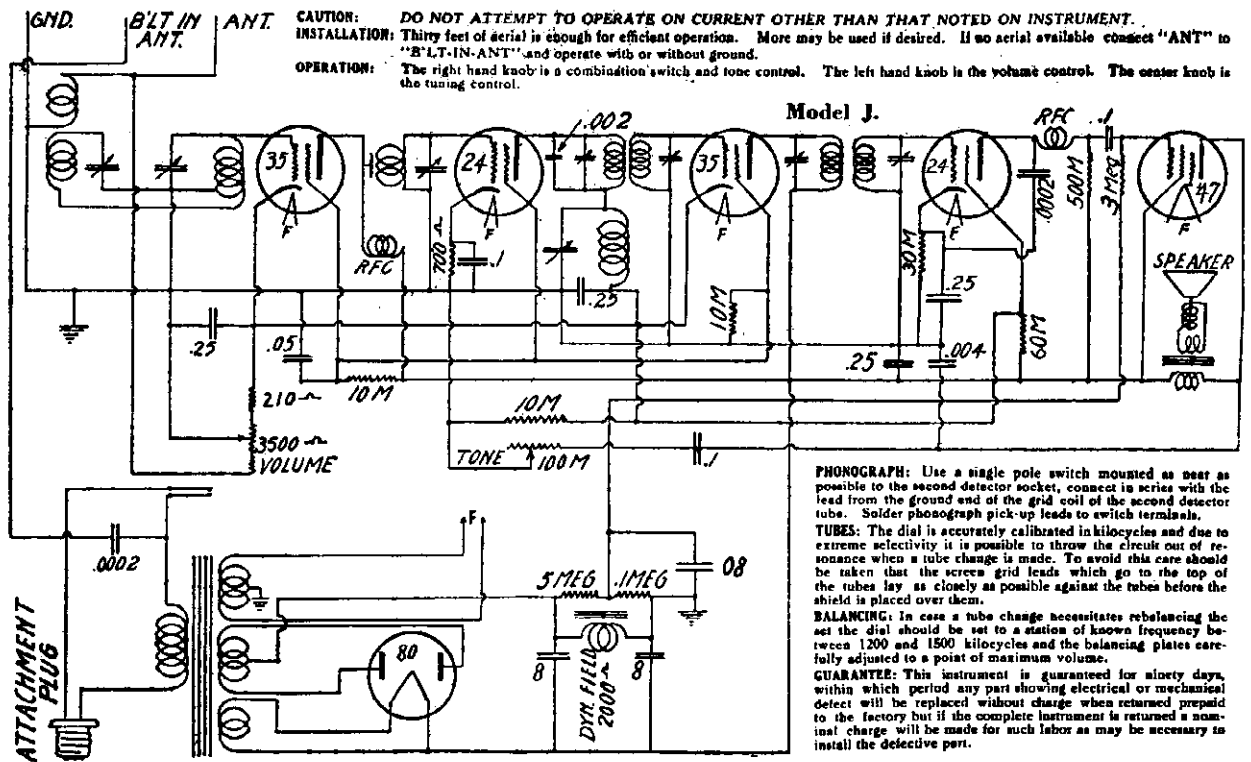 GND.
B'LT IN
ANT.
ANT.
CAUTION: DO NOT ATTEMPT TO OPERATE ON CURRENT OTHER THAN THAT NOTED ON INSTRUMENT.
INSTALLATION: Thirty feet of aerial is enough for efficient operation. More may be used if desired. If no aerial available connect "ANT" to
"B'LT-IN-ANT" and operate with or without ground.
OPERATION: The right hand knob is a combination switch and tone control. The left hand knob is the volume control. The center knob is
the tuning control.
Model J.
35
F
RFC
24
F
700 ~
.1
.002
.25
35
F
10M
24
E
30M
.25
.004
.25
60M
RFC
.0002
500M
.1
3 Meg
47
F
SPEAKER
.25
.05
10M
210 ~
3500 ~
VOLUME
10M
TONE
100M
.1
PHONOGRAPH: Use a single pole switch mounted as near as
possible to the second detector socket, connect in series with the
lead from the ground end of the grid coil of the second detector
tube. Solder phonograph pick-up leads to switch terminals.
TUBES: The dial is accurately calibrated in kilocycles and due to
extreme selectivity it is possible to throw the circuit out of re-
sonance when a tube change is made. To avoid this care should
be taken that the screen grid leads which go to the top of
the tubes lay as closely as possible against the tubes before the
shield is placed over them.
BALANCING: In case a tube change necessitates rebalancing the
set the dial should be set to a station of known frequency be-
tween 1200 and 1500 kilocycles and the balancing plates care-
fully adjusted to a point of maximum volume.
GUARANTEE: This instrument is guaranteed for ninety days,
within which period any part showing electrical or mechanical
defect will be replaced without charge when returned prepaid
to the factory but if the complete instrument is returned a nom-
inal charge will be made for such labor as may be necessary to
install the defective part.
.0002
F
80
5 MEG
.1MEG
08
8
8
DYN. FIELD
2000 ~
ATTACHMENT
PLUG